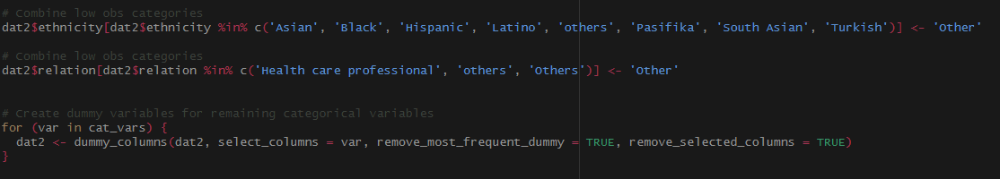 # Combine low obs categories
dat2$ethnicity[dat2$ethnicity %in% c('Asian', 'Black', 'Hispanic', 'Latino', 'others', 'Pasifika', 'South Asian', 'Turkish')] <- 'Other'
# Combine low obs categories
dat2$relation[dat2$relation %in% c('Health care professional', 'others', 'Others')] <- 'Other'
# Create dummy variables for remaining categorical variables
for (var in cat_vars) {
  dat2 <- dummy_columns(dat2, select_columns = var, remove_most_frequent_dummy = TRUE, remove_selected_columns = TRUE)
}